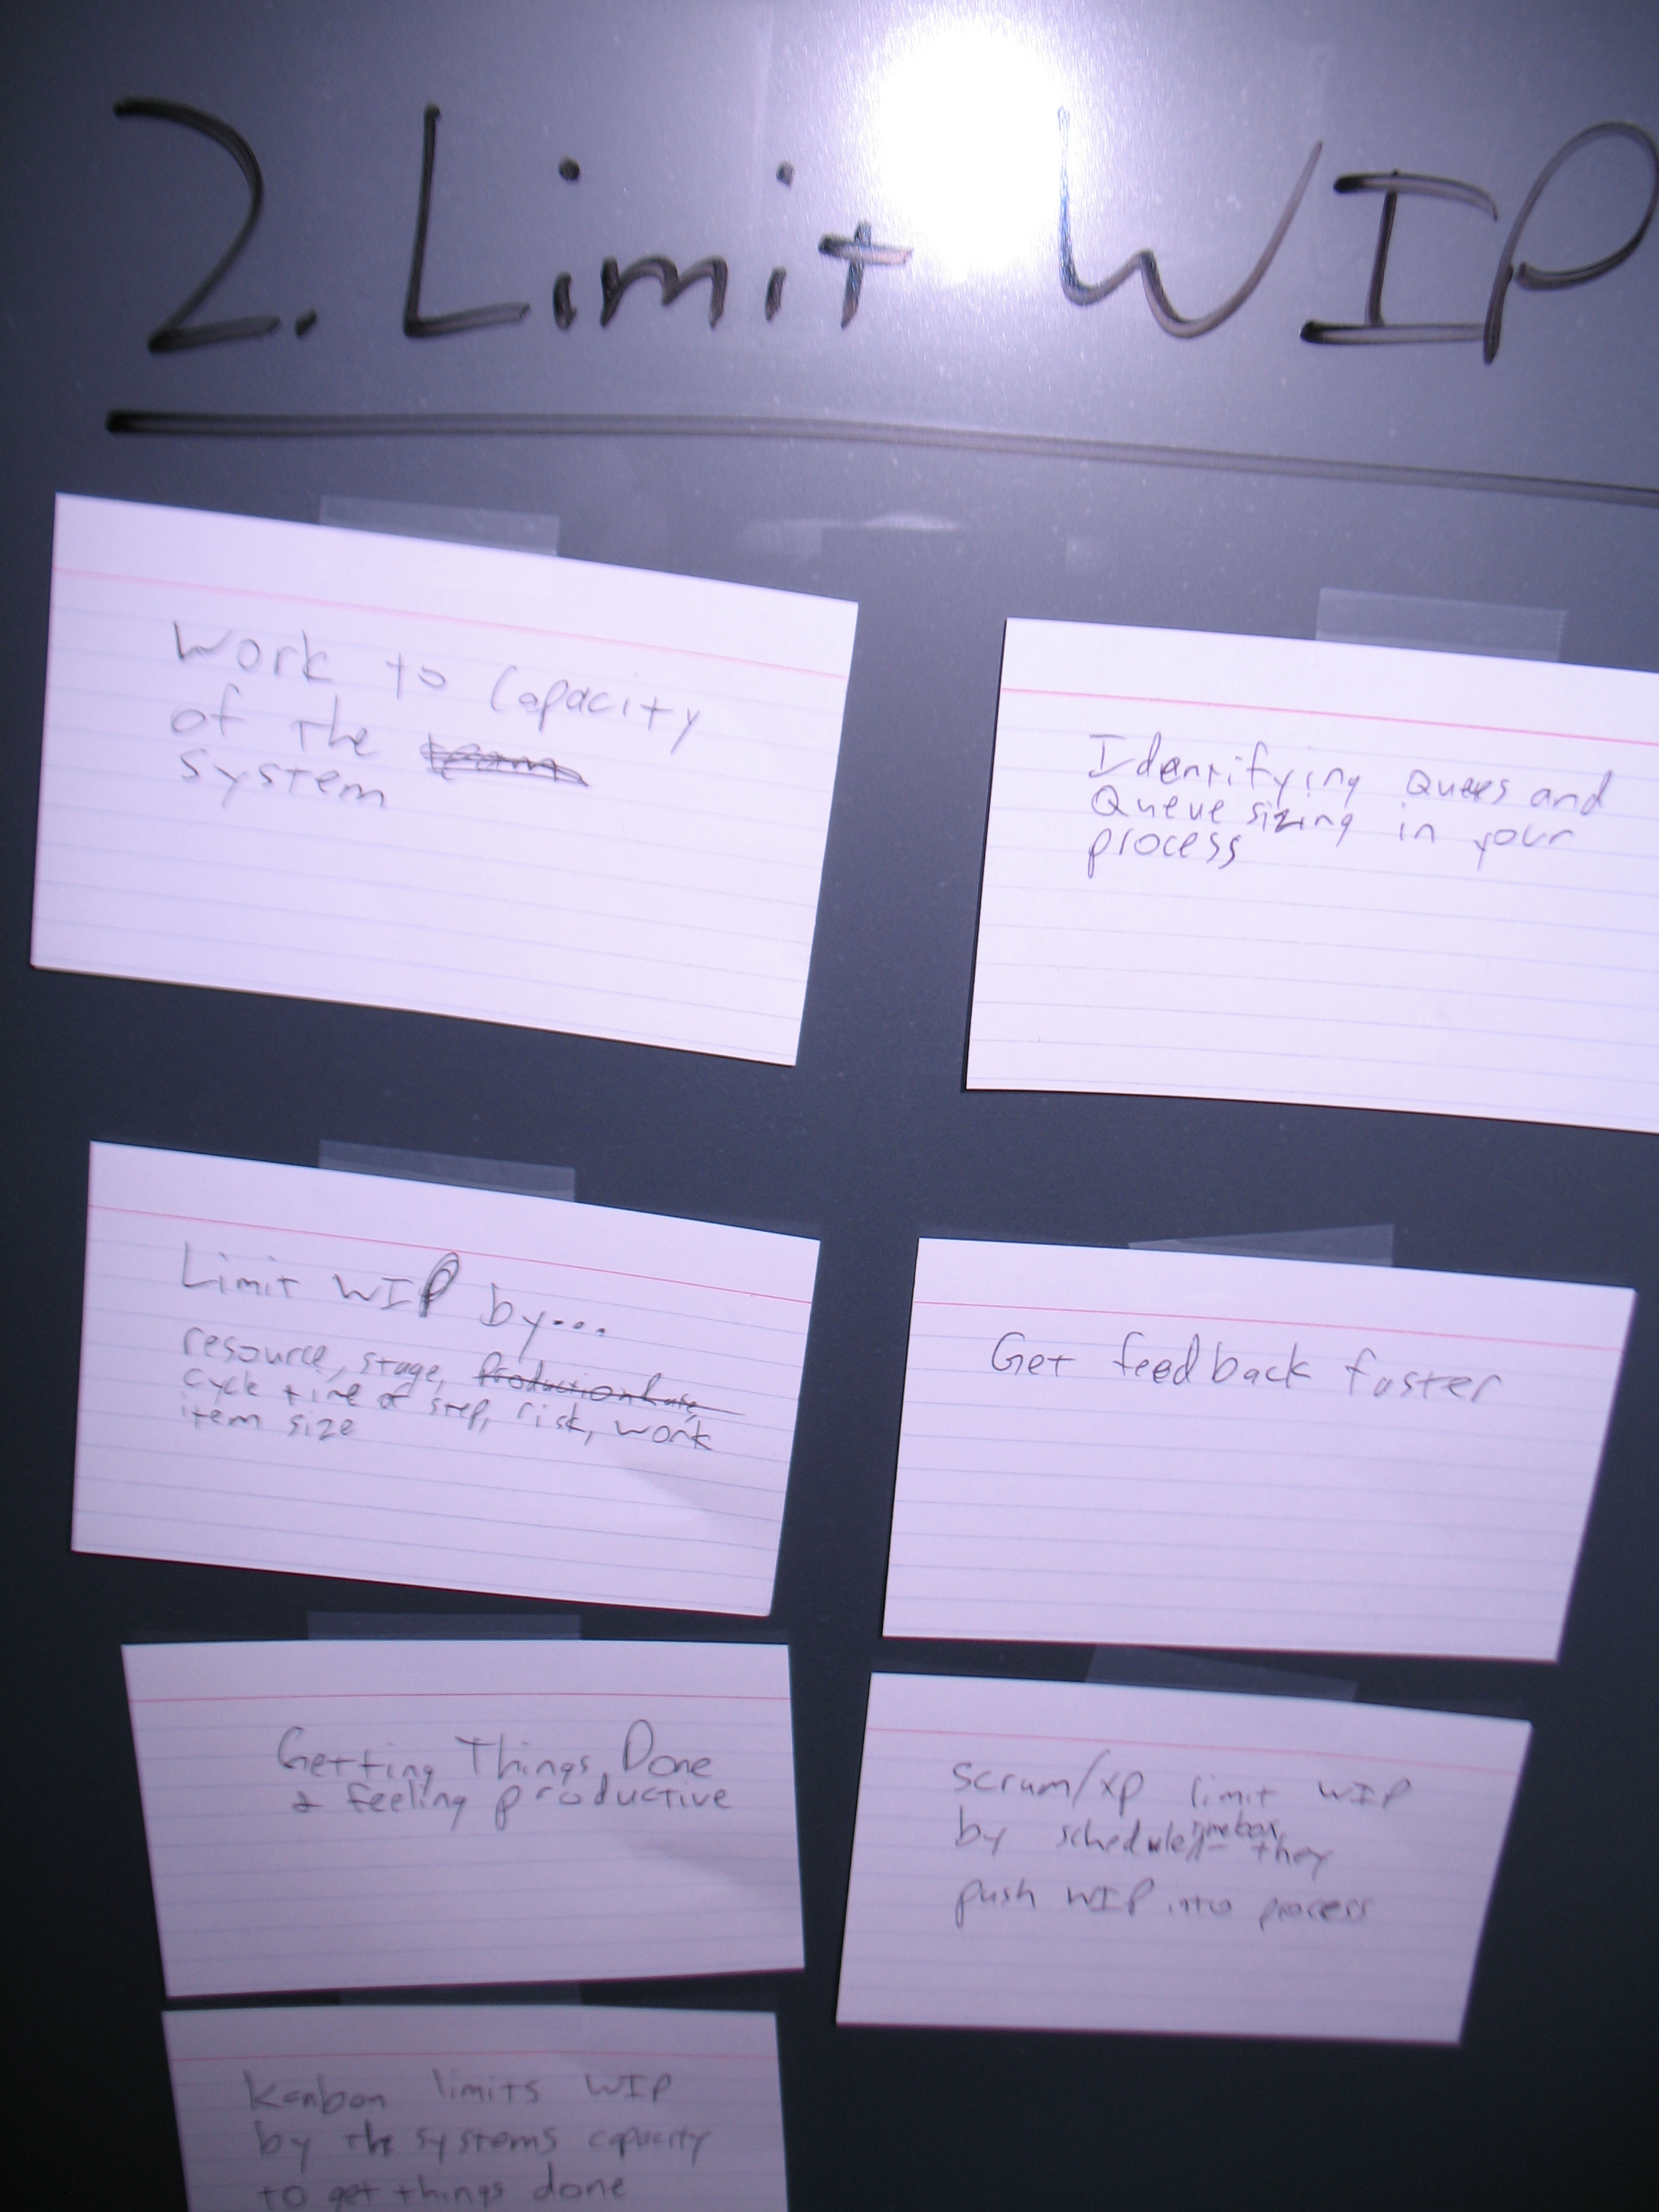 2. Limit WIP
Work to Capacity
of the team
System
Identifying Ques and
Queue sizing in your
process
Limit WIP by...
resource, stage, Production Rate,
cycle time of step, risk, work
item size
Get feedback faster
Getting Things Done
& feeling productive
Scrum/XP limit WIP
by schedule/timebox,
they
push WIP into process
Kanban limits WIP
by the systems capacity
to get things done